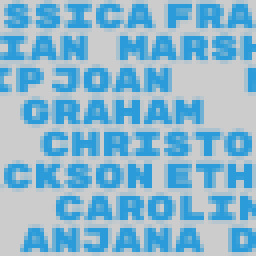 SSICA FRA
IAN MARSH
IP JOAN
GRAHAM
CHRISTO
CKSON ETH
CAROLIN
ANJANA D